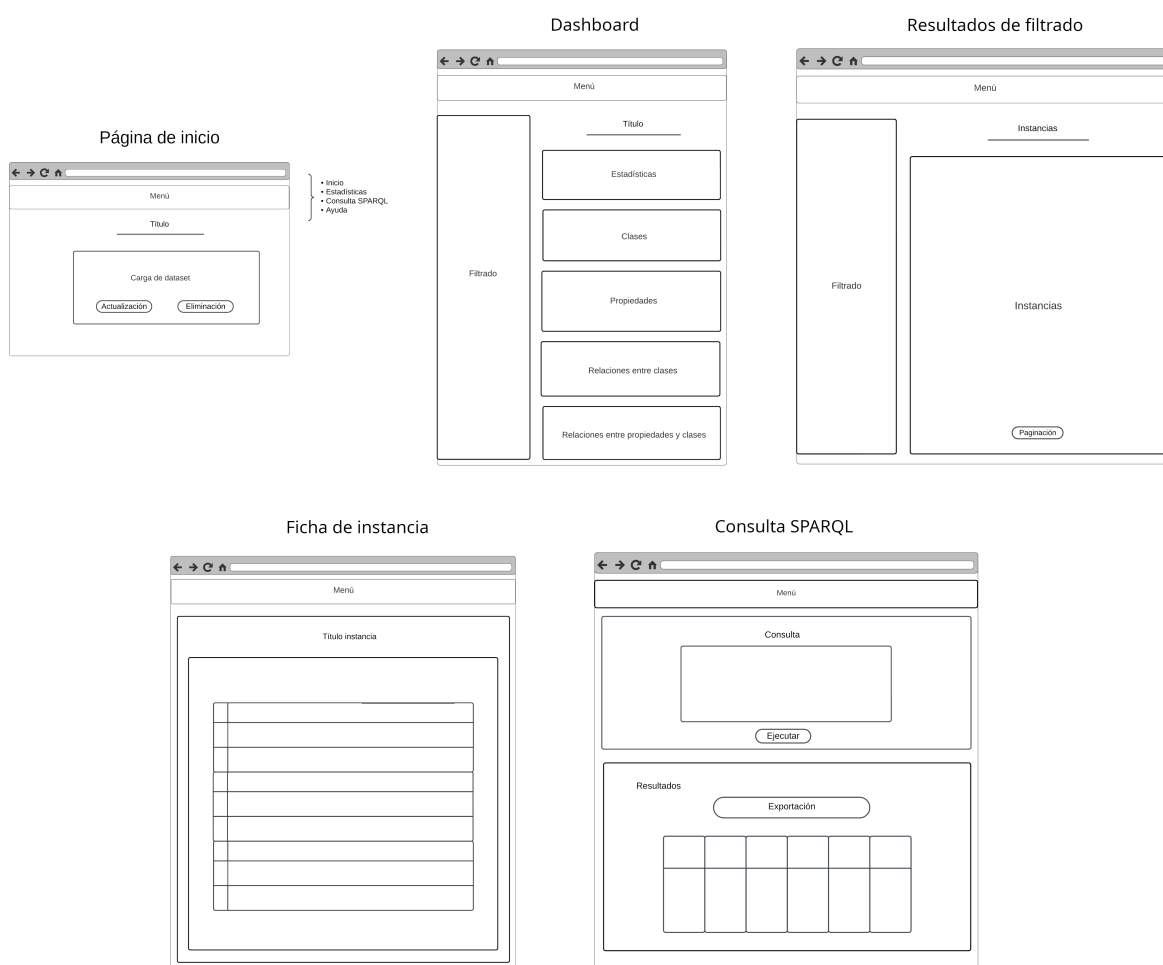 Página de inicio
Menú
Título
Carga de dataset
Actualización
Eliminación
• Inicio
• Estadísticas
• Consulta SPARQL
• Ayuda
Dashboard
Menú
Filtrado
Título
Estadísticas
Clases
Propiedades
Relaciones entre clases
Relaciones entre propiedades y clases
Resultados de filtrado
Menú
Filtrado
Instancias
Instancias
Paginación
Ficha de instancia
Menú
Título instancia
Consulta SPARQL
Menú
Consulta
Ejecutar
Resultados
Exportación